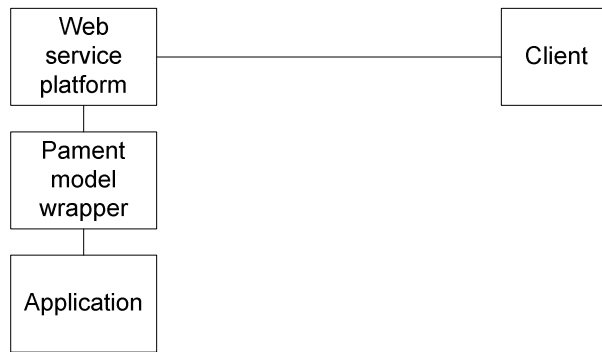 Web
service
platform
Client
Pament
model
wrapper
Application